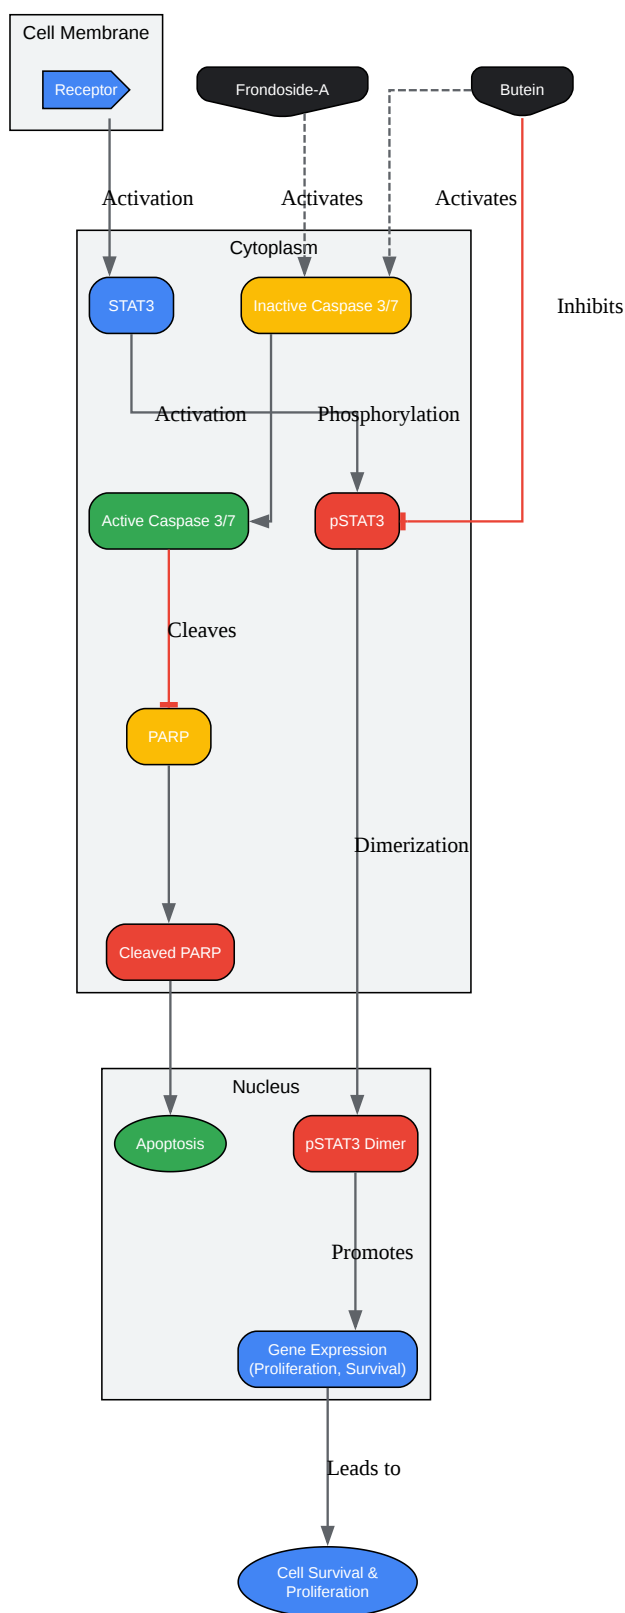 Cell Membrane
Receptor
Frondoside-A
Butein
Activation
Activates
Activates
Cytoplasm
STAT3
Inactive Caspase 3/7
Inhibits
Activation
Phosphorylation
Active Caspase 3/7
pSTAT3
Cleaves
PARP
Dimerization
Cleaved PARP
Nucleus
Apoptosis
pSTAT3 Dimer
Promotes
Gene Expression
(Proliferation, Survival)
Leads to
Cell Survival &
Proliferation